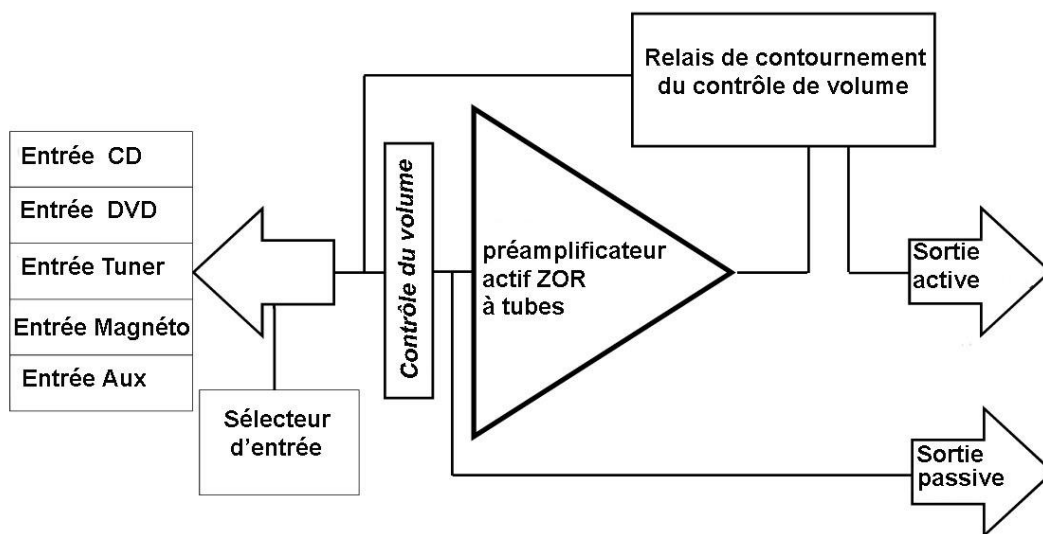 Relais de contournement
du contrôle de volume
Entrée CD
Entrée DVD
Entrée Tuner
Entrée Magnéto
Entrée Aux
Sélecteur
d'entrée
Contrôle du volume
préamplificateur
actif ZOR
à tubes
Sortie
active
Sortie
passive